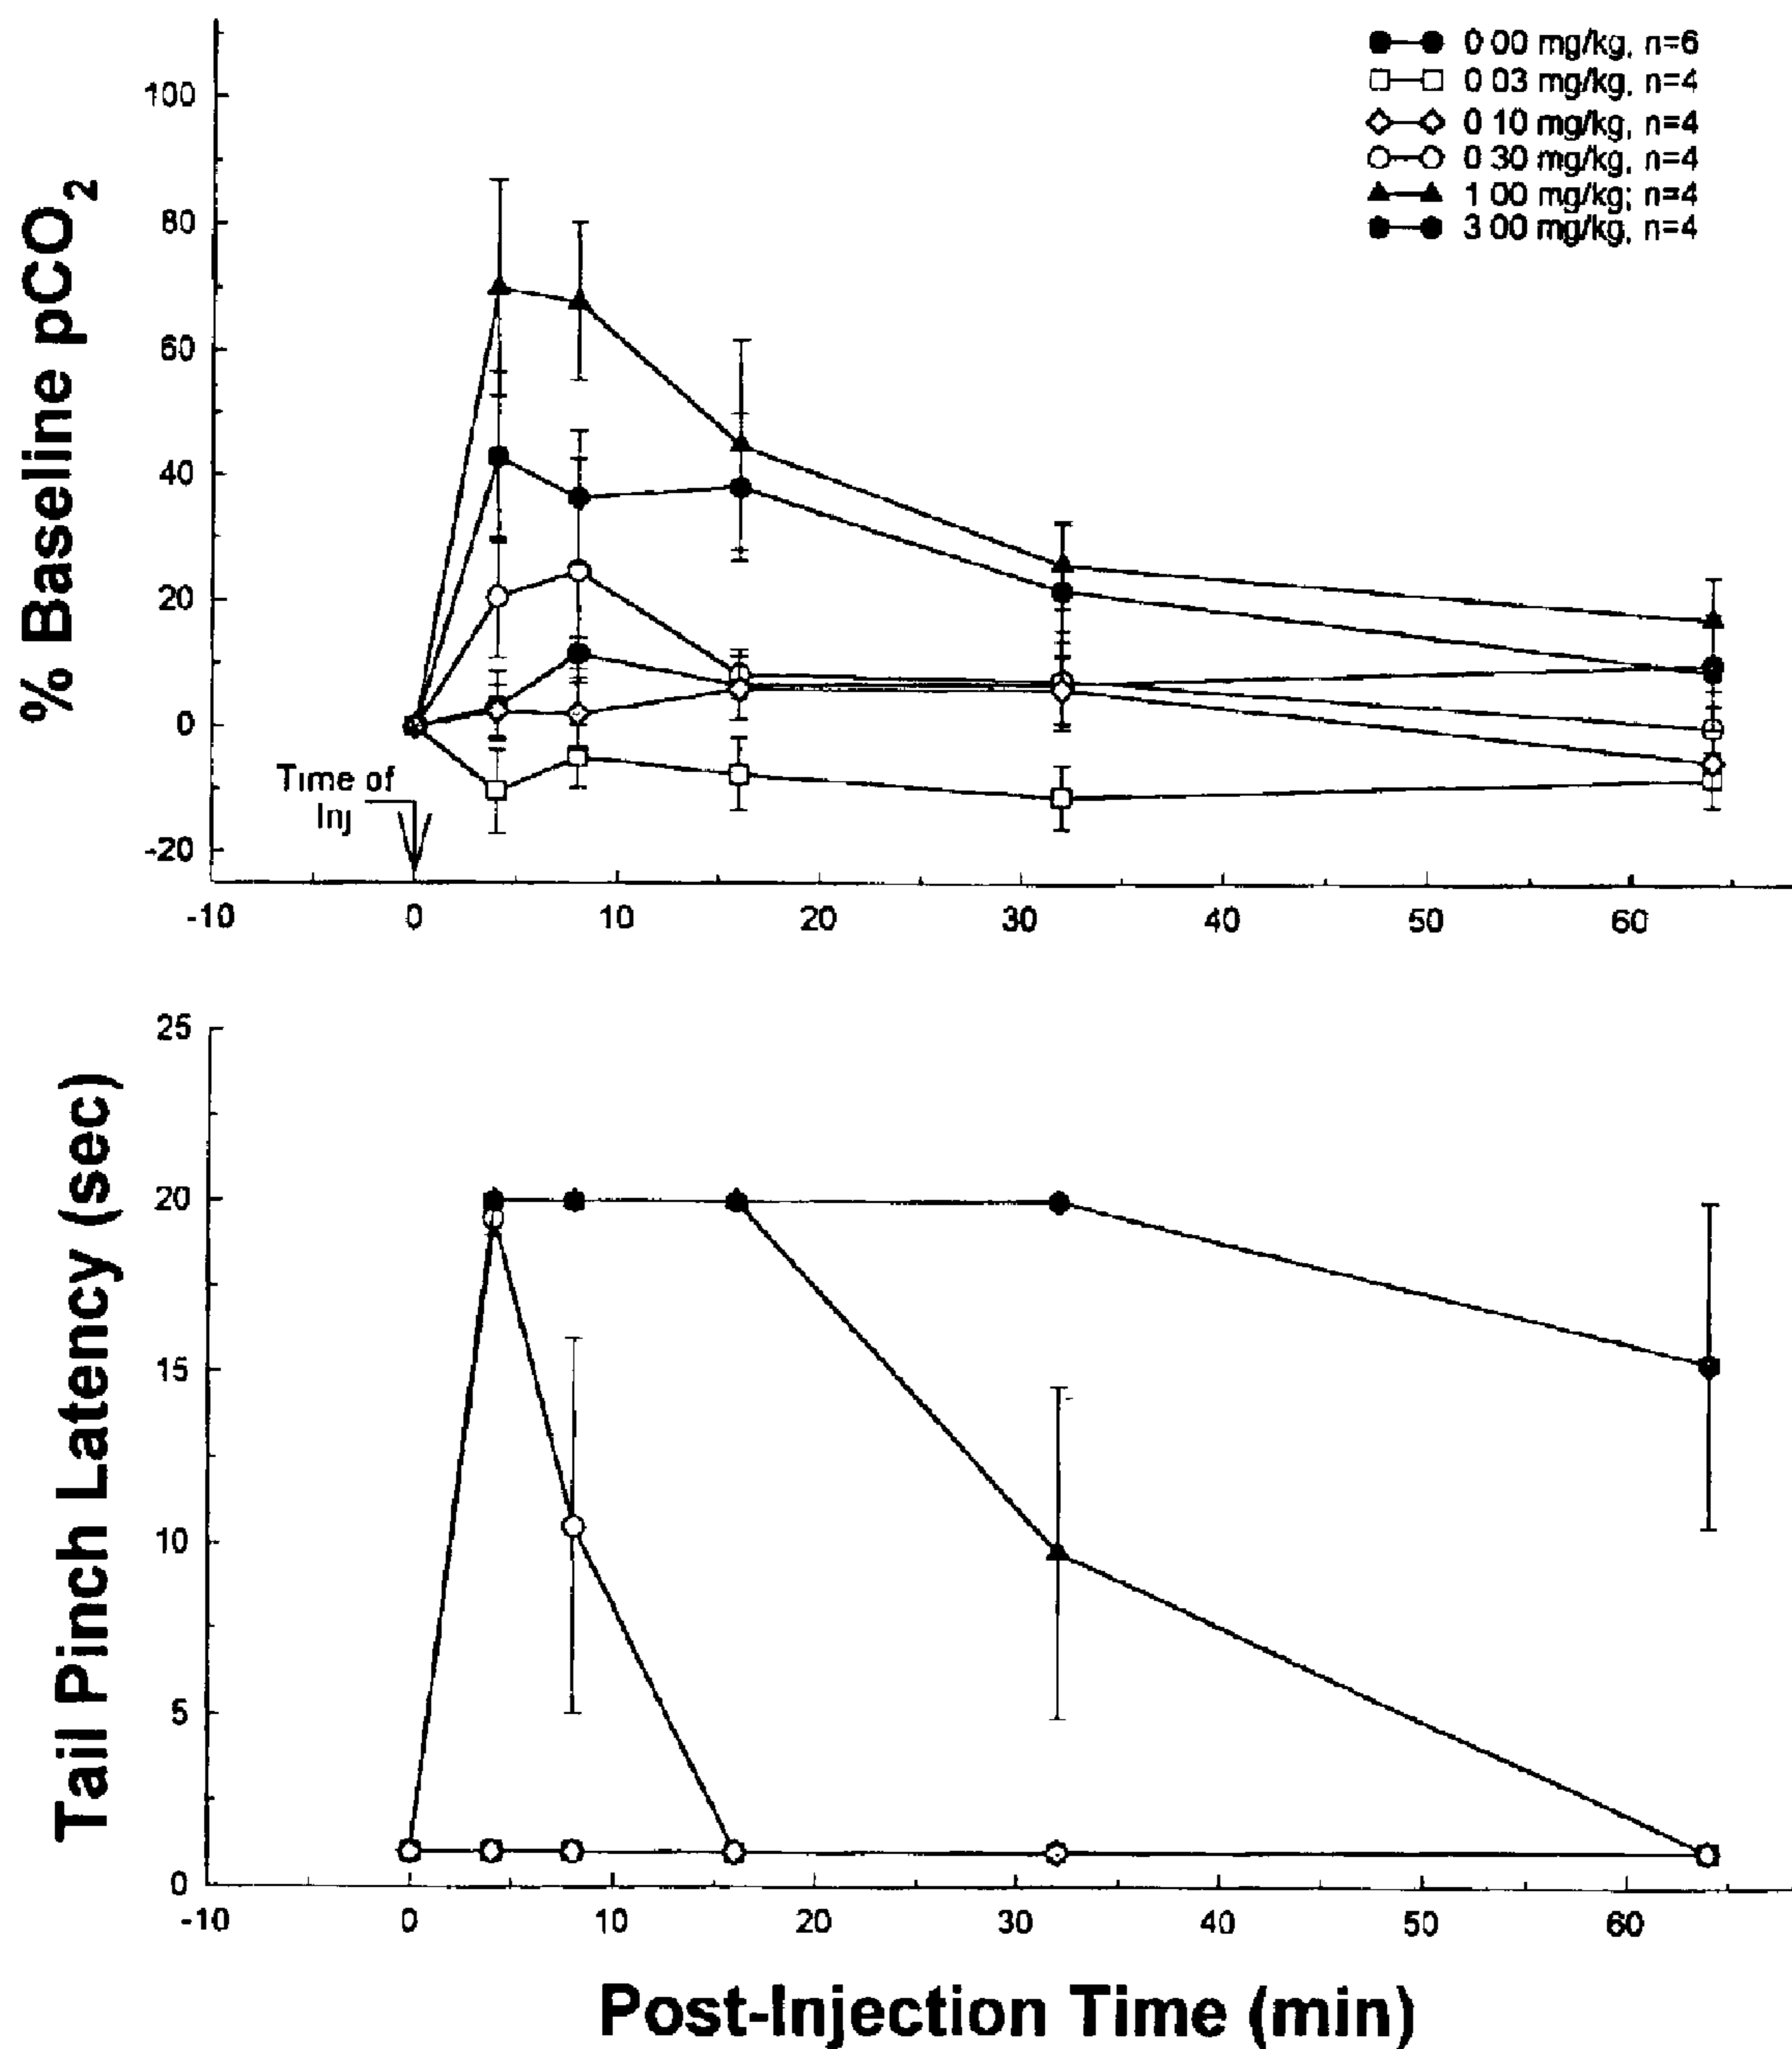 0 00 mg/kg, n=6
0 03 mg/kg, n=4
0 10 mg/kg, n=4
0 30 mg/kg, n=4
1 00 mg/kg; n=4
3 00 mg/kg, n=4
% Baseline pCO2
100
80
60
40
20
0
-20
Time of
Inj
-10 0 10 20 30 40 50 60
Tail Pinch Latency (sec)
25
20
15
10
5
0
-10 0 10 20 30 40 50 60
Post-Injection Time (min)